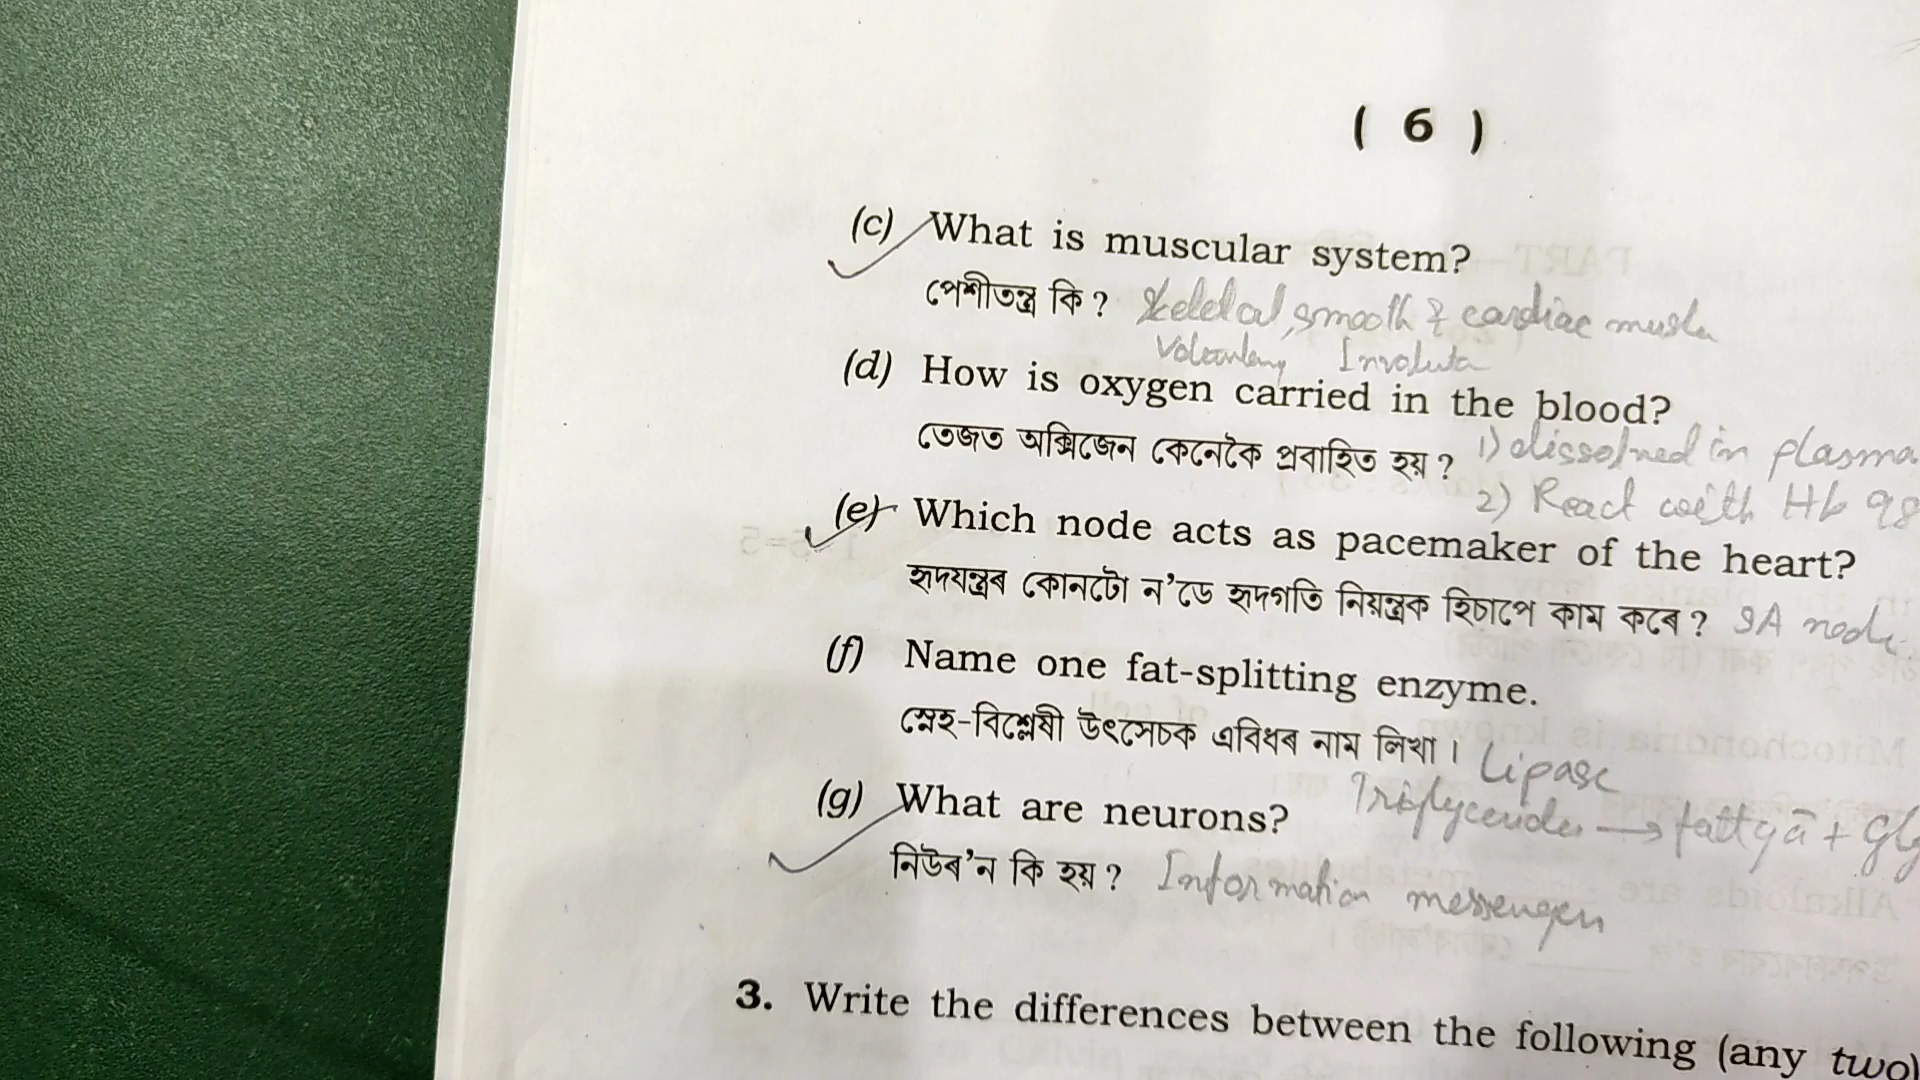 ( 6 )
(c) What is muscular system?
পেশীতন্ত্ৰ কি ? Skeletal, smooth & cardiac muscle
Voluntary Involunta
(d) How is oxygen carried in the blood?
তেজত অক্সিজেন কেনেকৈ প্ৰবাহিত হয় ? 1) dissolved in plasma
2) React with Hb 98
(e) Which node acts as pacemaker of the heart?
হৃদযন্ত্ৰৰ কোনটো ন'ডে হৃদগতি নিয়ন্ত্ৰক হিচাপে কাম কৰে ? SA node
(f) Name one fat-splitting enzyme.
স্নেহ-বিশ্লেষী উৎসেচক এবিধৰ নাম লিখা । Lipase
Triglycerides → fatty a + Gly
(g) What are neurons?
নিউৰ'ন কি হয় ? Information messenger
3. Write the differences between the following (any two)